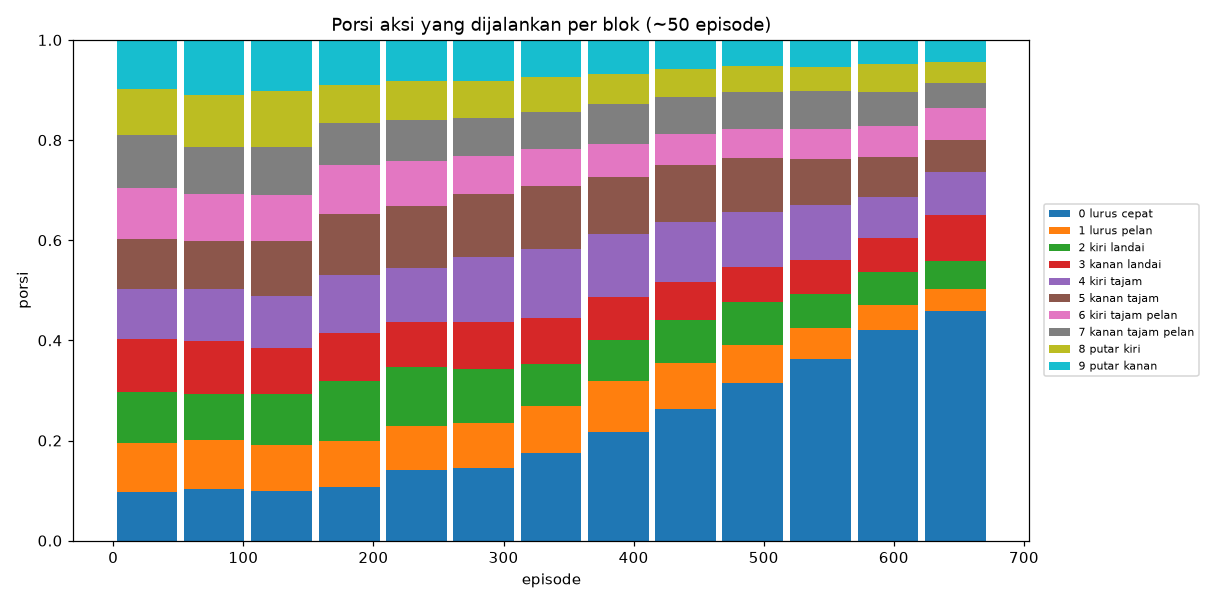 Porsi aksi yang dijalankan per blok (~50 episode)
1.0
0.8
0.6
0.4
0.2
0.0
porsi
0 100 200 300 400 500 600 700
episode
0 lurus cepat
1 lurus pelan
2 kiri landai
3 kanan landai
4 kiri tajam
5 kanan tajam
6 kiri tajam pelan
7 kanan tajam pelan
8 putar kiri
9 putar kanan